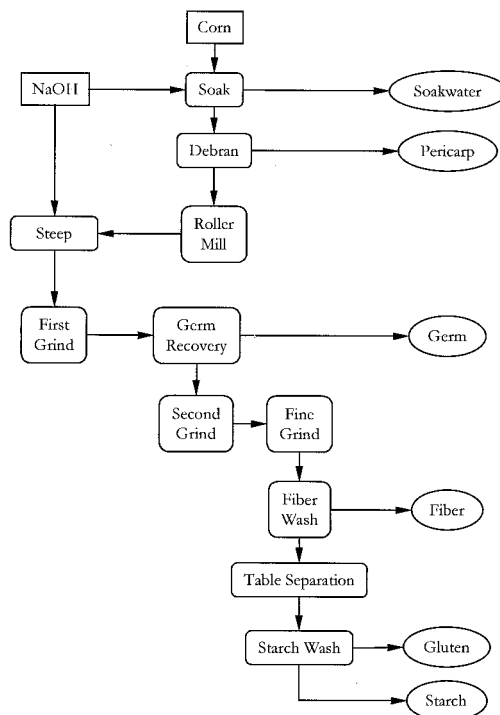 Corn
NaOH
Soak
Soakwater
Debran
Pericarp
Roller
Mill
Steep
First
Grind
Germ
Recovery
Germ
Second
Grind
Fine
Grind
Fiber
Wash
Fiber
Table Separation
Starch Wash
Gluten
Starch